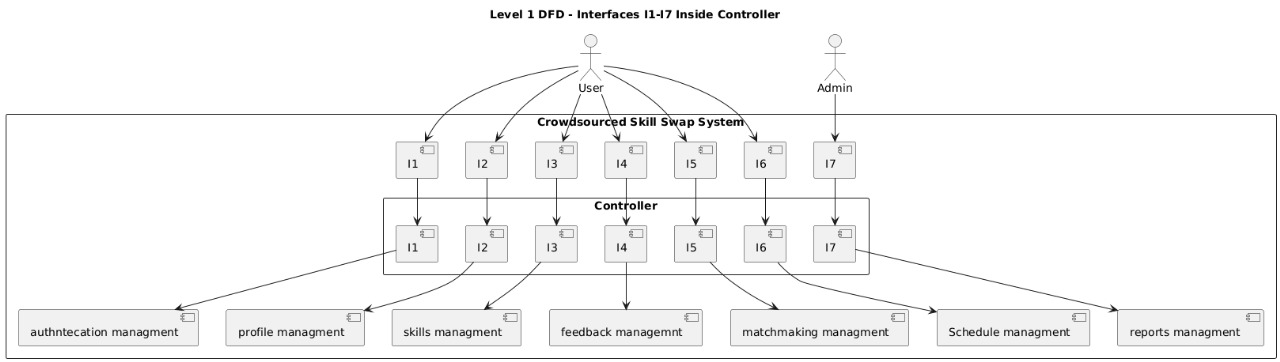 Level 1 DFD - Interfaces I1-I7 Inside Controller
User
Admin
Crowdsourced Skill Swap System
I1 I2 I3 I4 I5 I6 I7
Controller
I1 I2 I3 I4 I5 I6 I7
authntecation managment profile managment skills managment feedback managemnt matchmaking managment Schedule managment reports managment